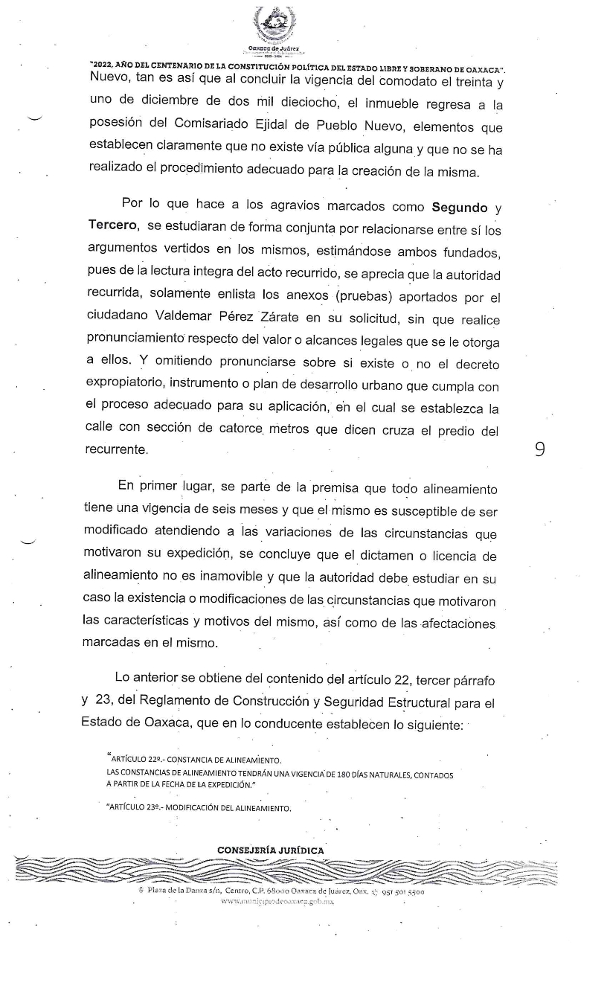 Oaxaca de Juárez
"2022, AÑO DEL CENTENARIO DE LA CONSTITUCIÓN POLÍTICA DEL ESTADO LIBRE Y SOBERANO DE OAXACA".
Nuevo, tan es así que al concluir la vigencia del comodato el treinta y
uno de diciembre de dos mil dieciocho, el inmueble regresa a la
posesión del Comisariado Ejidal de Pueblo Nuevo, elementos que
establecen claramente que no existe vía pública alguna y que no se ha
realizado el procedimiento adecuado para la creación de la misma.
Por lo que hace a los agravios marcados como Segundo y
Tercero, se estudiaran de forma conjunta por relacionarse entre sí los
argumentos vertidos en los mismos, estimándose ambos fundados,
pues de la lectura integra del acto recurrido, se aprecia que la autoridad
recurrida, solamente enlista los anexos (pruebas) aportados por el
ciudadano Valdemar Pérez Zárate en su solicitud, sin que realice
pronunciamiento respecto del valor o alcances legales que se le otorga
a ellos. Y omitiendo pronunciarse sobre si existe o no el decreto
expropiatorio, instrumento o plan de desarrollo urbano que cumpla con
el proceso adecuado para su aplicación, en el cual se establezca la
calle con sección de catorce metros que dicen cruza el predio del
recurrente.
9
En primer lugar, se parte de la premisa que todo alineamiento
tiene una vigencia de seis meses y que el mismo es susceptible de ser
modificado atendiendo a las variaciones de las circunstancias que
motivaron su expedición, se concluye que el dictamen o licencia de
alineamiento no es inamovible y que la autoridad debe estudiar en su
caso la existencia o modificaciones de las circunstancias que motivaron
las características y motivos del mismo, así como de las afectaciones
marcadas en el mismo.
Lo anterior se obtiene del contenido del artículo 22, tercer párrafo
y 23, del Reglamento de Construcción y Seguridad Estructural para el
Estado de Oaxaca, que en lo conducente establecen lo siguiente:
"ARTÍCULO 22º.- CONSTANCIA DE ALINEAMIENTO.
LAS CONSTANCIAS DE ALINEAMIENTO TENDRÁN UNA VIGENCIA DE 180 DÍAS NATURALES, CONTADOS
A PARTIR DE LA FECHA DE LA EXPEDICIÓN."
"ARTÍCULO 23º.- MODIFICACIÓN DEL ALINEAMIENTO.
CONSEJERÍA JURÍDICA
Plaza de la Danza s/n, Centro, C.P. 68000 Oaxaca de Juárez, Oax. 951 501 5500
www.municipiodeoaxaca.gob.mx